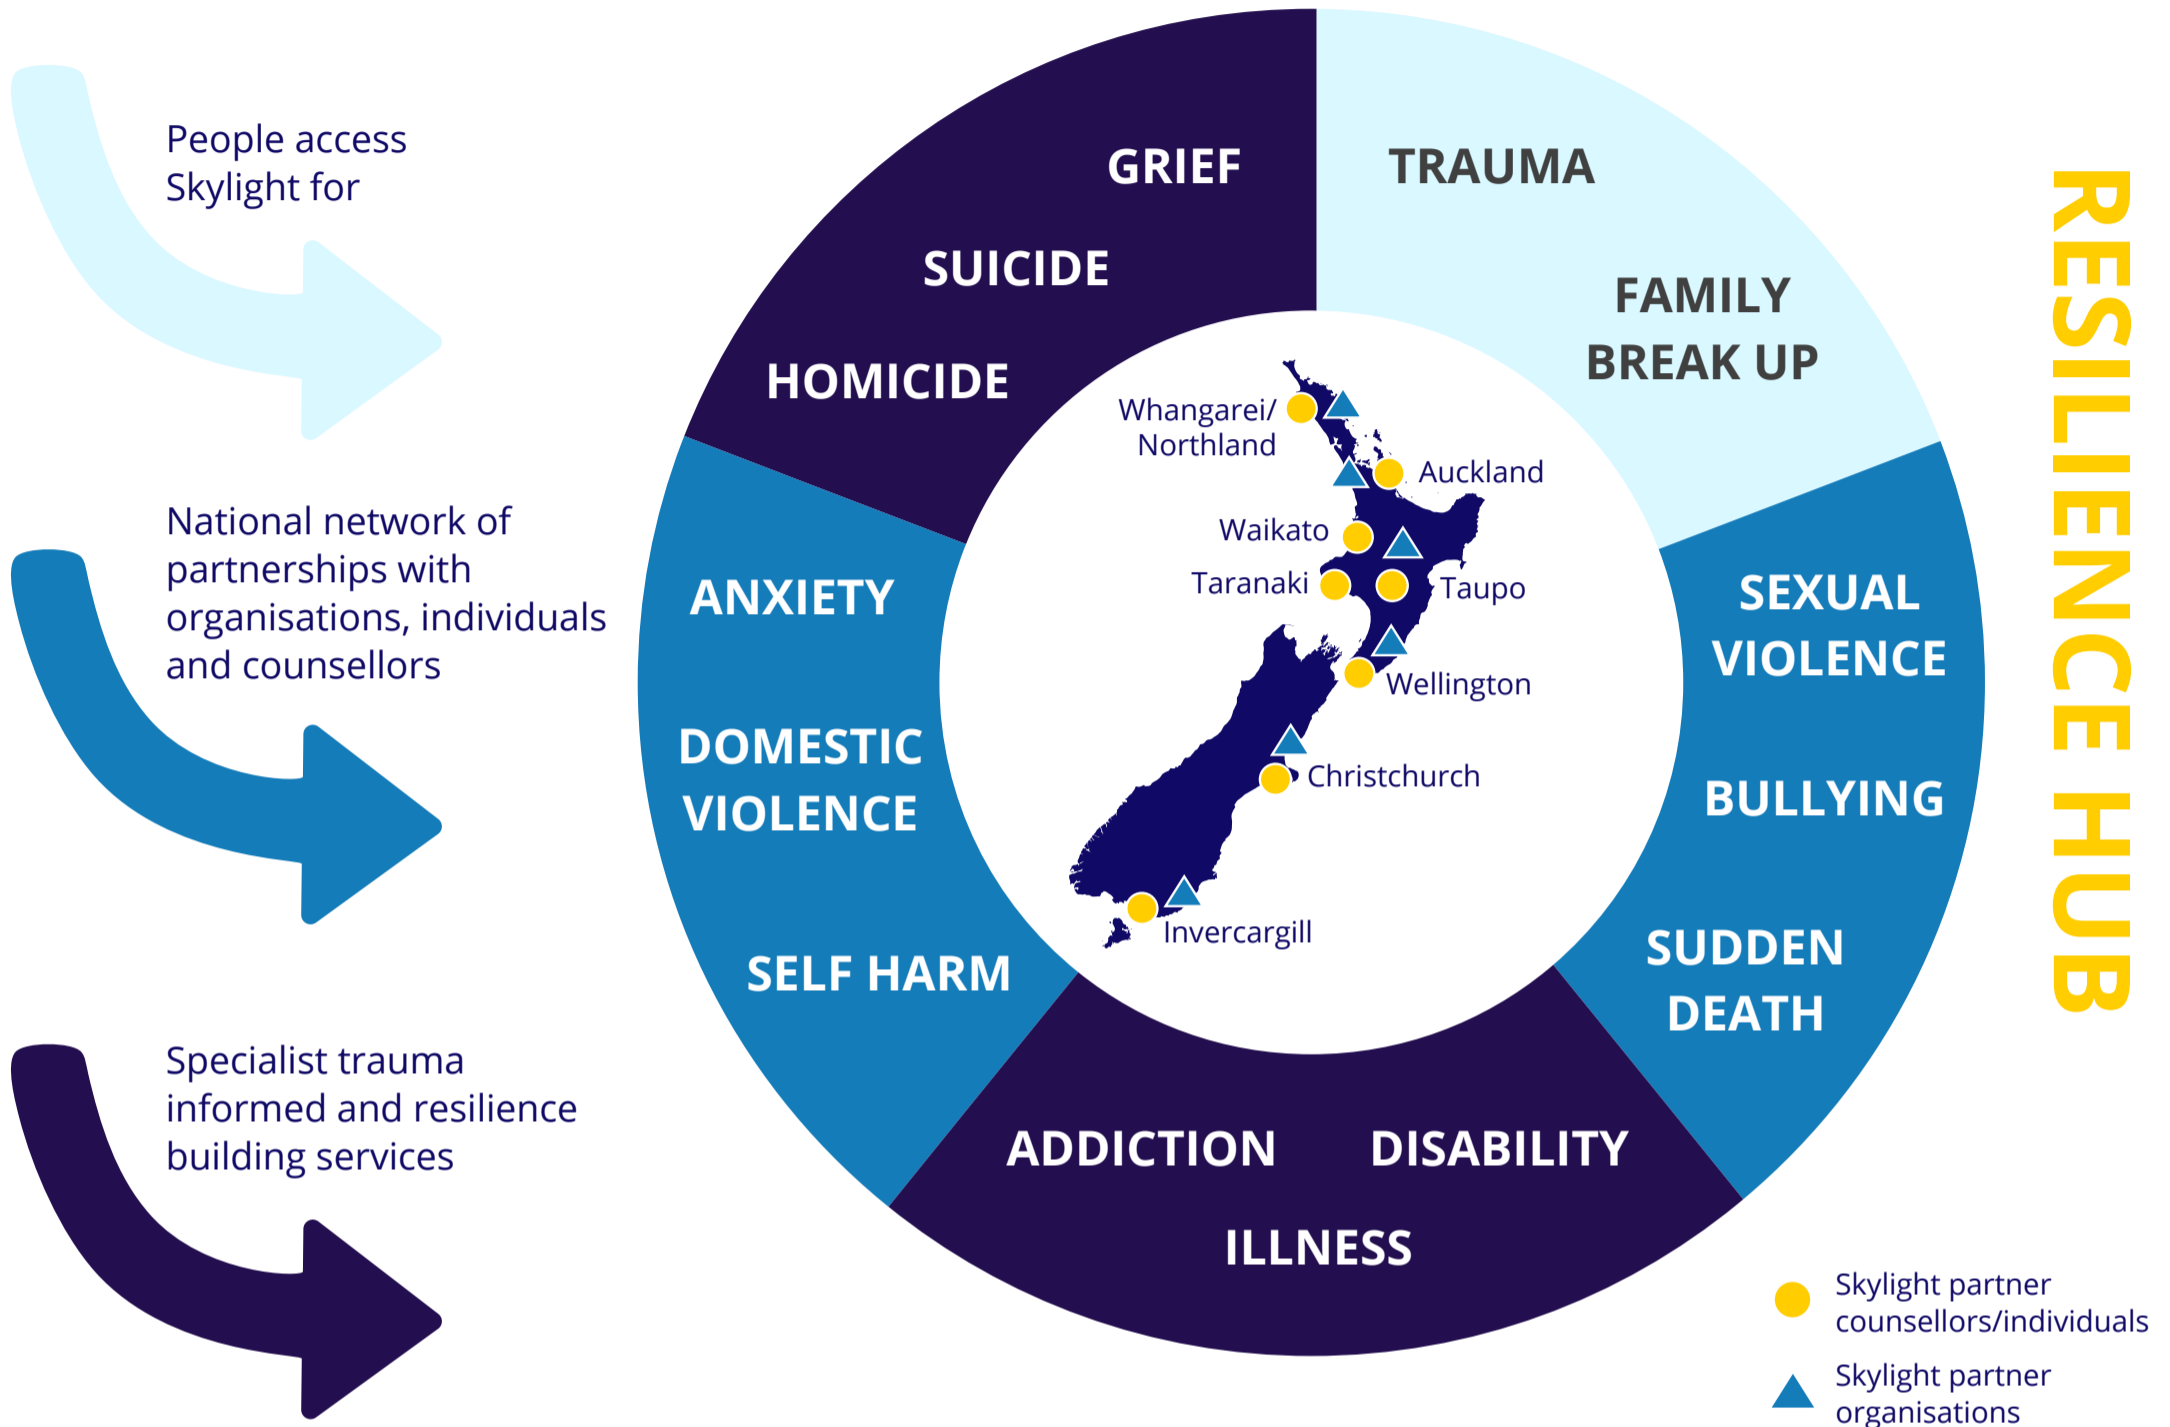 People access
Skylight for
National network of
partnerships with
organisations, individuals
and counsellors
Specialist trauma
informed and resilience
building services
GRIEF
SUICIDE
HOMICIDE
TRAUMA
FAMILY
BREAK UP
ANXIETY
DOMESTIC
VIOLENCE
SELF HARM
SEXUAL
VIOLENCE
BULLYING
SUDDEN
DEATH
ADDICTION
DISABILITY
ILLNESS
Whangarei/
Northland
Auckland
Waikato
Taranaki
Taupo
Wellington
Christchurch
Invercargill
RESILIENCE HUB
Skylight partner
counsellors/individuals
Skylight partner
organisations